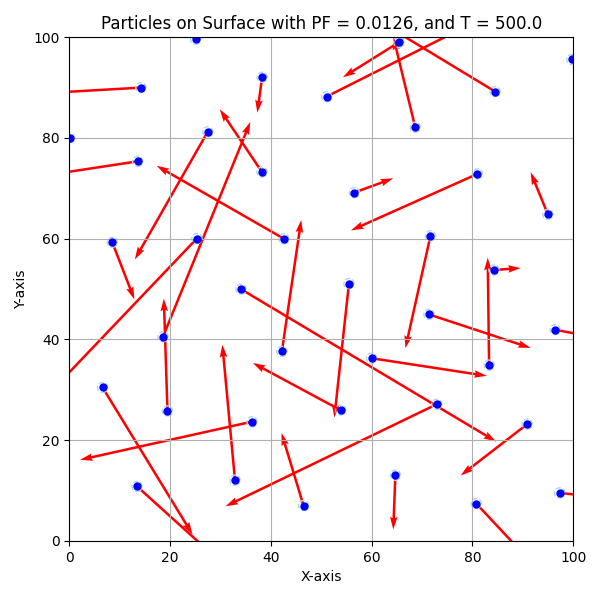 Particles on Surface with PF = 0.0126, and T = 500.0
100
80
60
40
20
0
Y-axis
0 20 40 60 80 100
X-axis